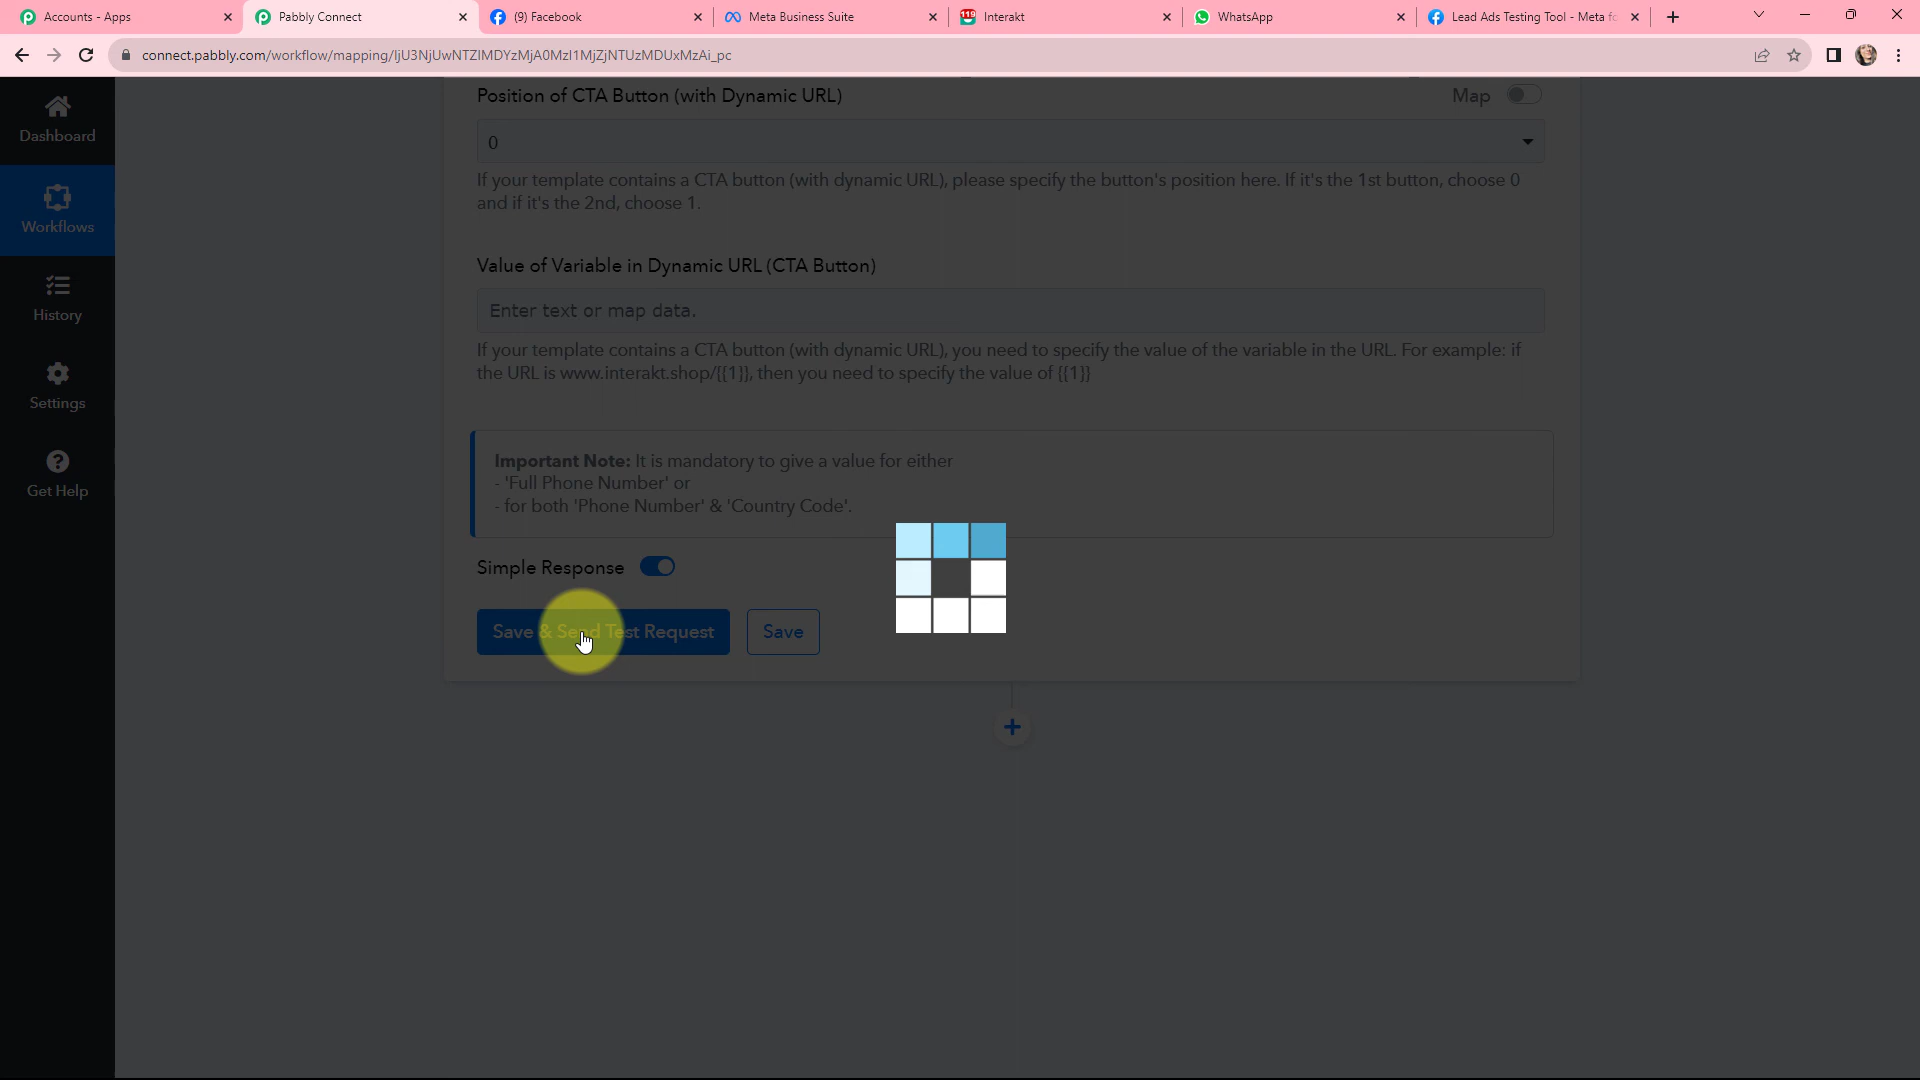 Accounts - Apps
Pabbly Connect
(9) Facebook
Meta Business Suite
119
Interakt
WhatsApp
Lead Ads Testing Tool - Meta fo
connect.pabbly.com/workflow/mapping/IjU3NjUwNTZlMDYzMjA0MzI1MjZjNTUzMDUxMzAi_pc
Dashboard
Workflows
History
Settings
Get Help
Position of CTA Button (with Dynamic URL)
Map
0
If your template contains a CTA button (with dynamic URL), please specify the button's position here. If it's the 1st button, choose 0
and if it's the 2nd, choose 1.
Value of Variable in Dynamic URL (CTA Button)
Enter text or map data.
If your template contains a CTA button (with dynamic URL), you need to specify the value of the variable in the URL. For example: if
the URL is www.interakt.shop/{{1}}, then you need to specify the value of {{1}}
Important Note: It is mandatory to give a value for either
- 'Full Phone Number' or
- for both 'Phone Number' & 'Country Code'.
Simple Response
Save & Send Test Request
Save